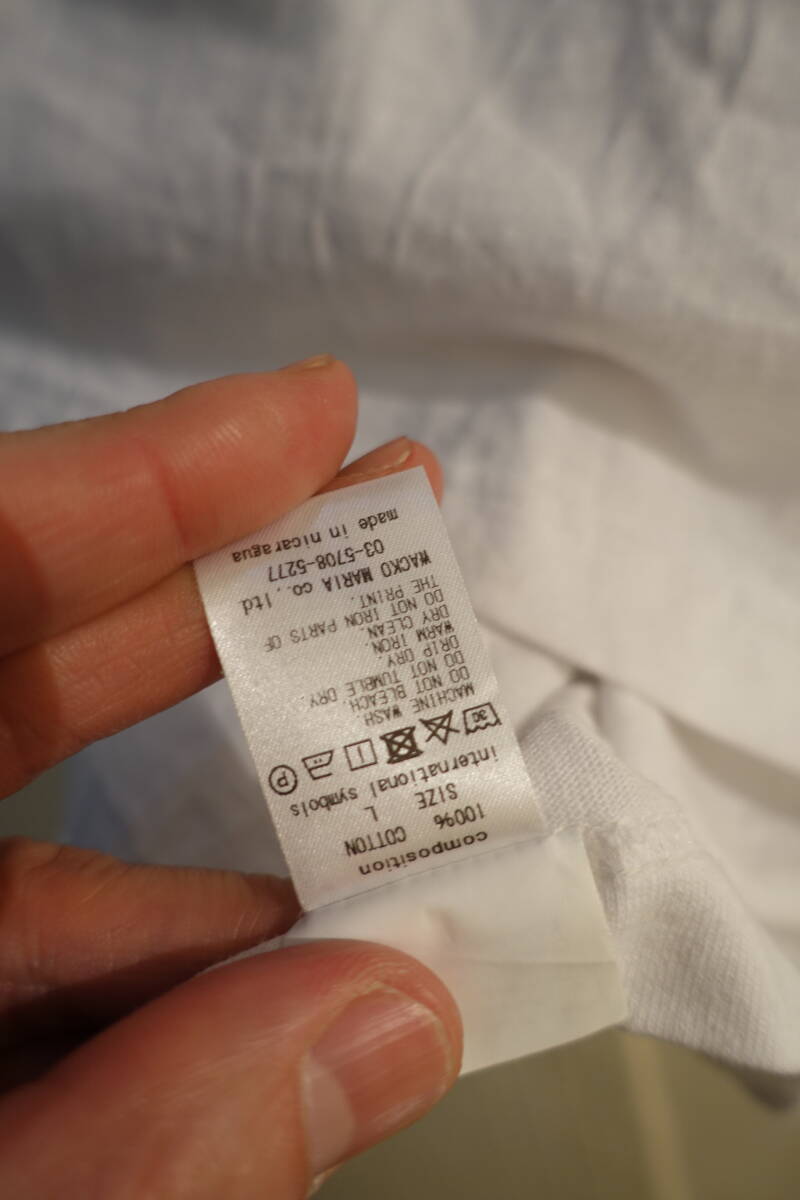 composition
100% COTTON
SIZE L
international symbols
30 P
MACHINE WASH.
DO NOT BLEACH.
DO NOT TUMBLE DRY.
DRIP DRY.
WARM IRON.
DRY CLEAN.
DO NOT IRON PARTS OF
THE PRINT.
WACKO MARIA co.,ltd
03-5708-5277
made in nicaragua